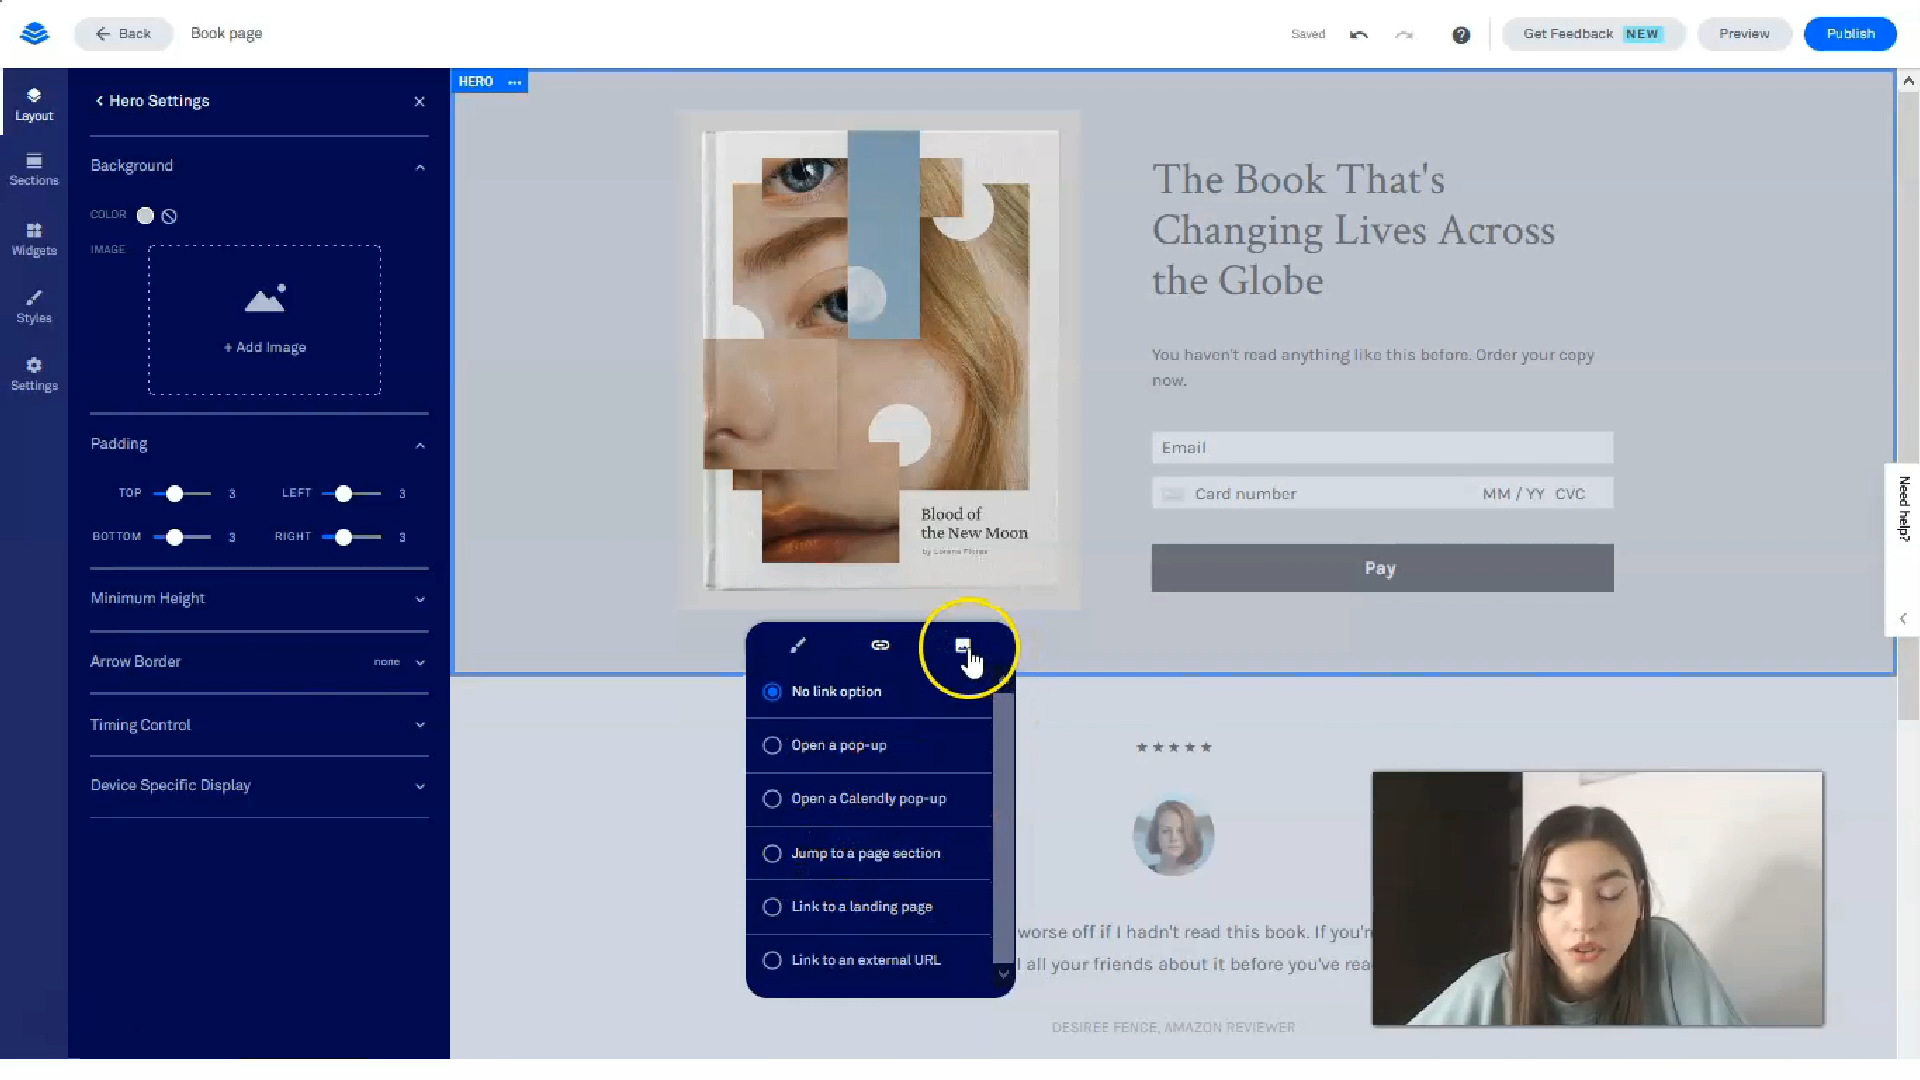 Back
Book page
Saved
?
Get Feedback NEW
Preview
Publish
Layout
Sections
Widgets
Styles
Settings
Hero Settings
Background
COLOR
IMAGE
+ Add Image
Padding
TOP 3 LEFT 3
BOTTOM 3 RIGHT 3
Minimum Height
Arrow Border none
Timing Control
Device Specific Display
HERO ...
Blood of
the New Moon
by Lorena Flores
The Book That's
Changing Lives Across
the Globe
You haven't read anything like this before. Order your copy
now.
Email
Card number MM / YY CVC
Pay
No link option
Open a pop-up
Open a Calendly pop-up
Jump to a page section
Link to a landing page
Link to an external URL
★★★★★
worse off if I hadn't read this book. If you're
all your friends about it before you've rea
DESIREE FENCE, AMAZON REVIEWER
Need help?